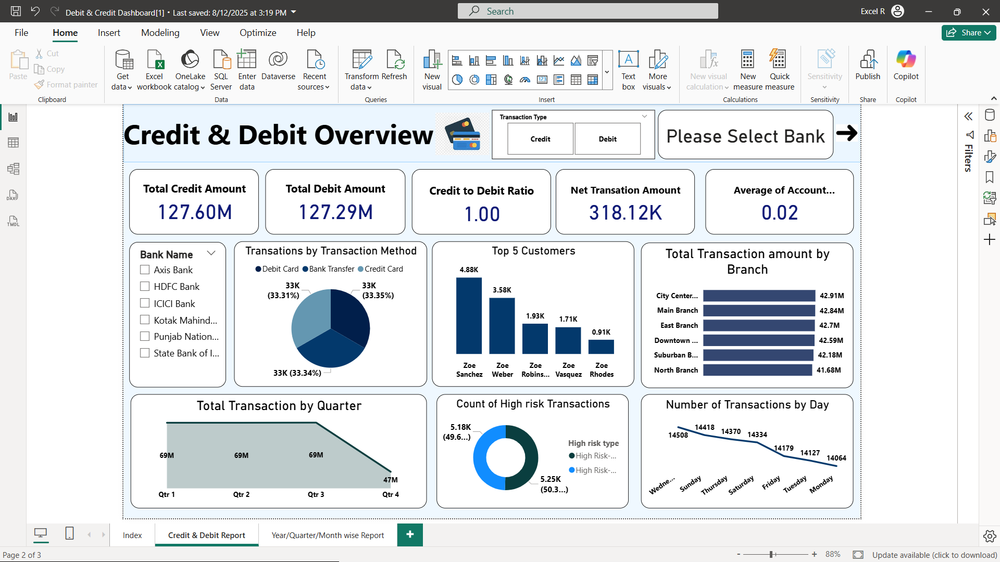 Debit & Credit Dashboard[1] • Last saved: 8/12/2025 at 3:19 PM
Search
Excel R
File
Home
Insert
Modeling
View
Optimize
Help
Share
Paste
Cut
Copy
Format painter
Clipboard
Get data
Excel workbook
OneLake catalog
SQL Server
Enter data
Dataverse
Recent sources
Data
Transform data
Refresh
Queries
New visual
Text box
More visuals
Insert
New visual calculation
New measure
Quick measure
Calculations
Sensitivity
Sensitivity
Publish
Share
Copilot
Copilot
DAX
TMDL
Credit & Debit Overview
Transaction Type
Credit
Debit
Please Select Bank
Filters
Total Credit Amount
127.60M
Total Debit Amount
127.29M
Credit to Debit Ratio
1.00
Net Transation Amount
318.12K
Average of Account...
0.02
Bank Name
Axis Bank
HDFC Bank
ICICI Bank
Kotak Mahind...
Punjab Nation...
State Bank of I...
Transations by Transaction Method
Debit Card
Bank Transfer
Credit Card
33K
(33.31%)
33K
(33.35%)
33K (33.34%)
Top 5 Customers
4.88K
3.58K
1.93K
1.71K
0.91K
Zoe Sanchez
Zoe Weber
Zoe Robins...
Zoe Vasquez
Zoe Rhodes
Total Transaction amount by
Branch
City Center... 42.91M
Main Branch 42.84M
East Branch 42.7M
Downtown ... 42.59M
Suburban B... 42.18M
North Branch 41.68M
Total Transaction by Quarter
69M
69M
69M
47M
Qtr 1
Qtr 2
Qtr 3
Qtr 4
Count of High risk Transactions
5.18K
(49.6...)
5.25K
(50.3...)
High risk type
High Risk-...
High Risk-...
Number of Transactions by Day
14508
14418
14370
14334
14179
14127
14064
Wedne...
Sunday
Thursday
Saturday
Friday
Tuesday
Monday
Index
Credit & Debit Report
Year/Quarter/Month wise Report
Page 2 of 3
88%
Update available (click to download)